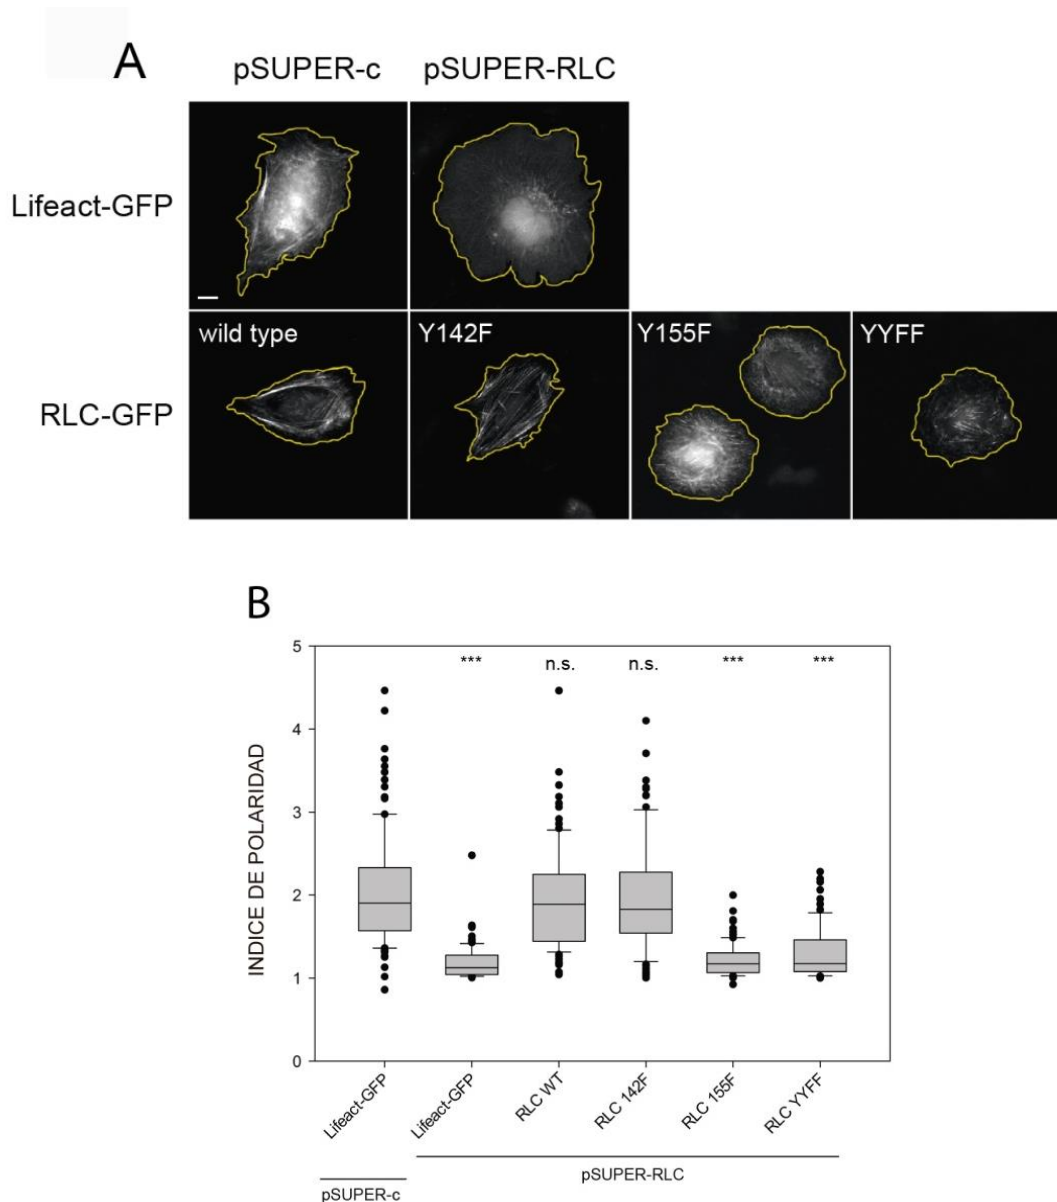 A
pSUPER-c pSUPER-RLC
Lifeact-GFP
wild type Y142F Y155F YYFF
RLC-GFP
B
INDICE DE POLARIDAD
5
4
3
2
1
0
*** n.s. n.s. *** ***
Lifeact-GFP Lifeact-GFP RLC WT RLC 142F RLC 155F RLC YYFF
pSUPER-c pSUPER-RLC